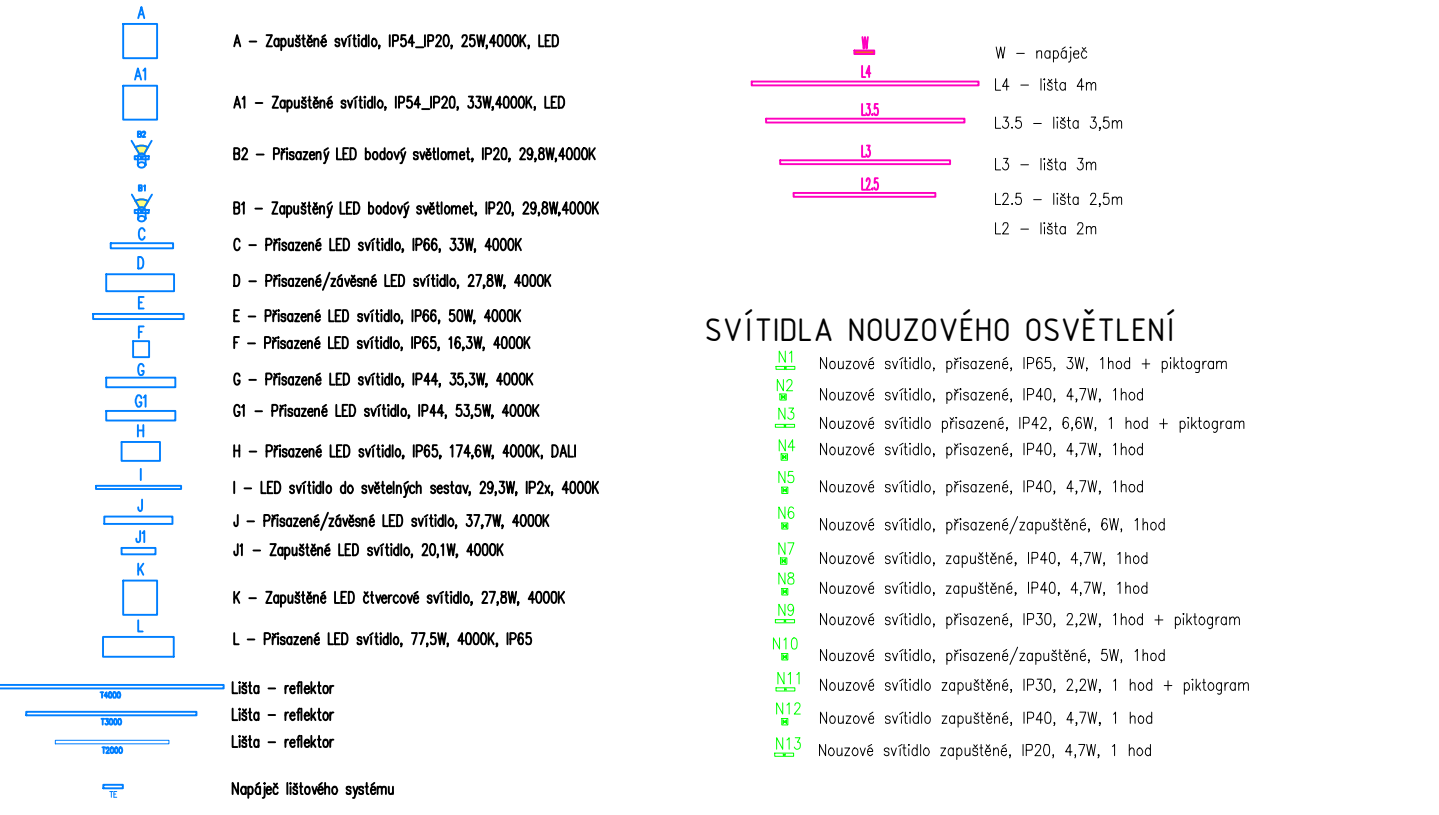 A
A – Zapuštěné svítidlo, IP54_IP20, 25W,4000K, LED
A1
A1 – Zapuštěné svítidlo, IP54_IP20, 33W,4000K, LED
B2
B2 – Přisazený LED bodový světlomet, IP20, 29,8W,4000K
B1
B1 – Zapuštěný LED bodový světlomet, IP20, 29,8W,4000K
C
C – Přisazené LED svítidlo, IP66, 33W, 4000K
D
D – Přisazené/závěsné LED svítidlo, 27,8W, 4000K
E
E – Přisazené LED svítidlo, IP66, 50W, 4000K
F
F – Přisazené LED svítidlo, IP65, 16,3W, 4000K
G
G – Přisazené LED svítidlo, IP44, 35,3W, 4000K
G1
G1 – Přisazené LED svítidlo, IP44, 53,5W, 4000K
H
H – Přisazené LED svítidlo, IP65, 174,6W, 4000K, DALI
I
I – LED svítidlo do světelných sestav, 29,3W, IP2x, 4000K
J
J – Přisazené/závěsné LED svítidlo, 37,7W, 4000K
J1
J1 – Zapuštěné LED svítidlo, 20,1W, 4000K
K
K – Zapuštěné LED čtvercové svítidlo, 27,8W, 4000K
L
L – Přisazené LED svítidlo, 77,5W, 4000K, IP65
T4000
Lišta – reflektor
T3000
Lišta – reflektor
T2000
Lišta – reflektor
TE
Napáječ lištového systému
W
W – napáječ
L4
L4 – lišta 4m
L3.5
L3.5 – lišta 3,5m
L3
L3 – lišta 3m
L2.5
L2.5 – lišta 2,5m
L2 – lišta 2m
SVÍTIDLA NOUZOVÉHO OSVĚTLENÍ
N1
Nouzové svítidlo, přisazené, IP65, 3W, 1hod + piktogram
N2
Nouzové svítidlo, přisazené, IP40, 4,7W, 1hod
N3
Nouzové svítidlo přisazené, IP42, 6,6W, 1 hod + piktogram
N4
Nouzové svítidlo, přisazené, IP40, 4,7W, 1hod
N5
Nouzové svítidlo, přisazené, IP40, 4,7W, 1hod
N6
Nouzové svítidlo, přisazené/zapuštěné, 6W, 1hod
N7
Nouzové svítidlo, zapuštěné, IP40, 4,7W, 1hod
N8
Nouzové svítidlo, zapuštěné, IP40, 4,7W, 1hod
N9
Nouzové svítidlo, přisazené, IP30, 2,2W, 1hod + piktogram
N10
Nouzové svítidlo, přisazené/zapuštěné, 5W, 1hod
N11
Nouzové svítidlo zapuštěné, IP30, 2,2W, 1 hod + piktogram
N12
Nouzové svítidlo zapuštěné, IP40, 4,7W, 1 hod
N13
Nouzové svítidlo zapuštěné, IP20, 4,7W, 1 hod